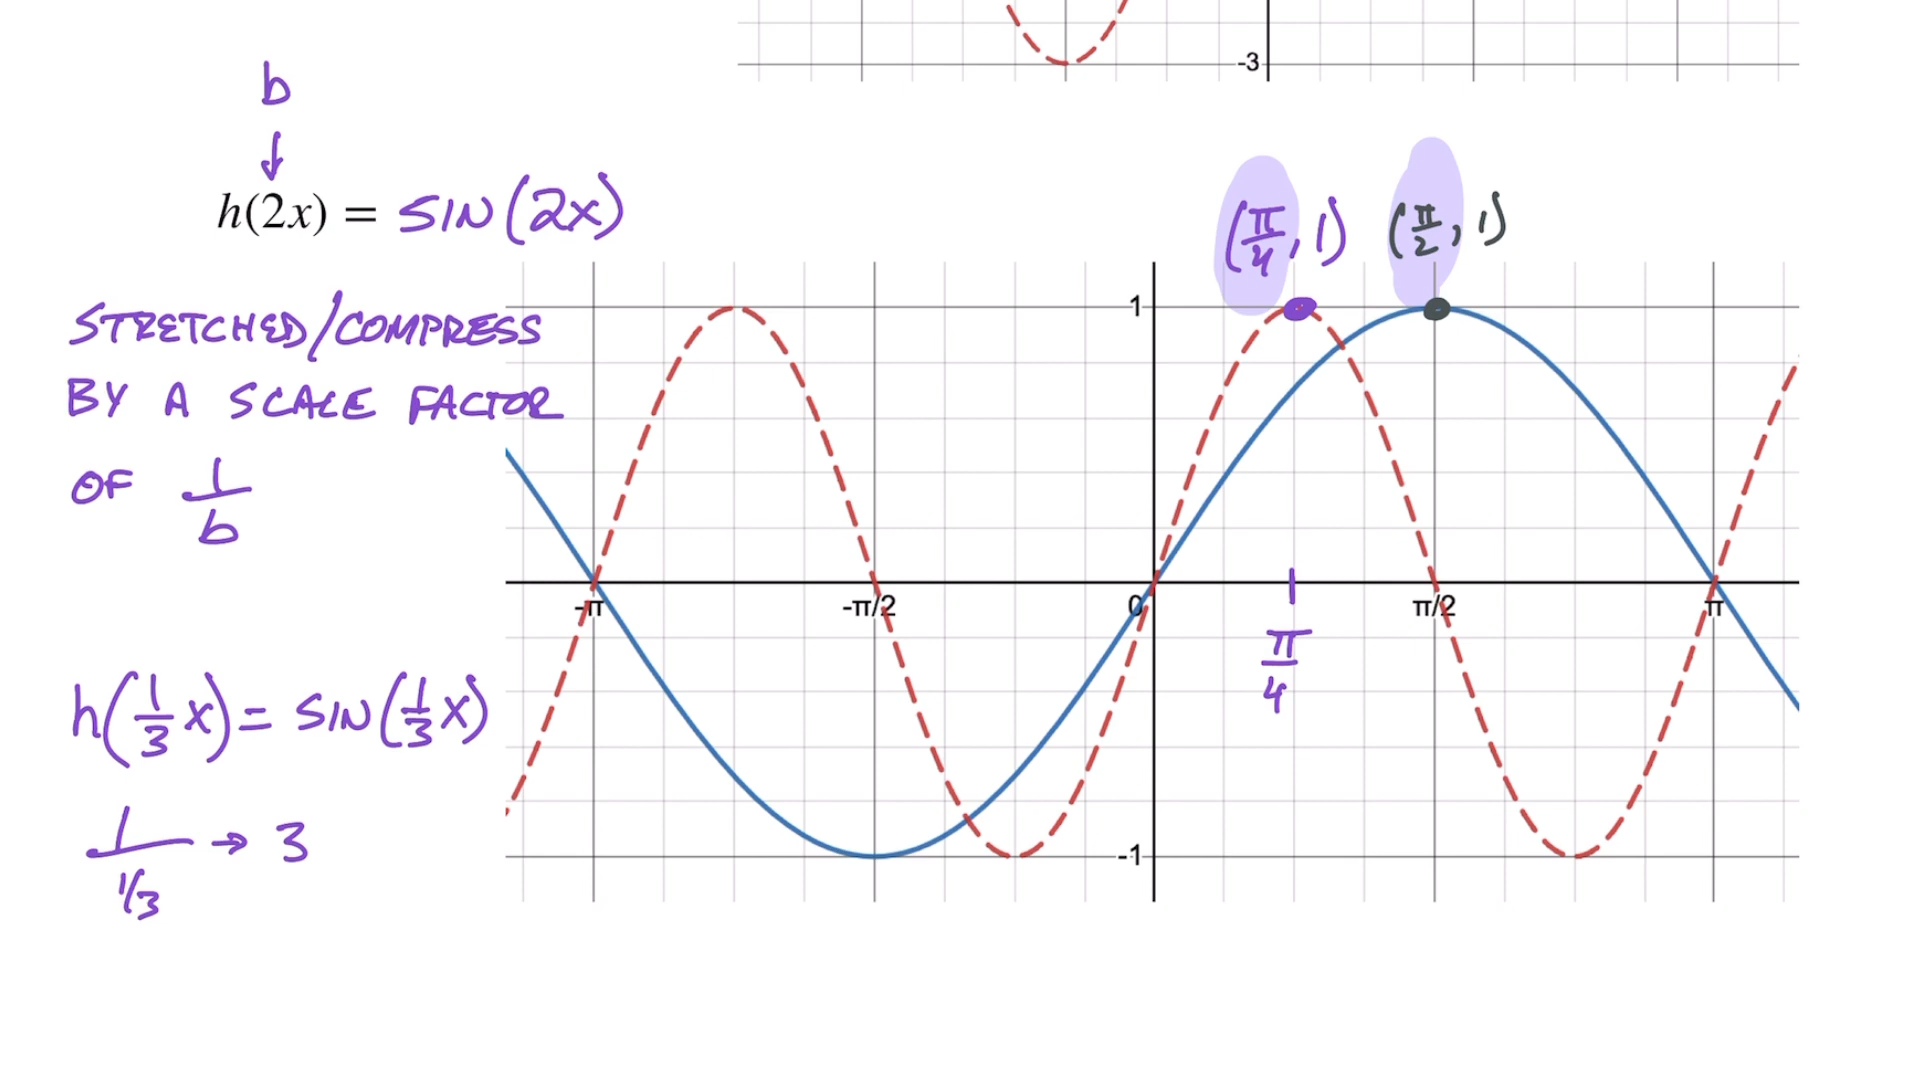 -3
b
↓
h(2x) = SIN(2x)
(π/4, 1) (π/2, 1)
STRETCHED/COMPRESS
BY A SCALE FACTOR
OF 1/b
1
-π -π/2 0 π/2 π
π/4
-1
h(1/3 x) = SIN(1/3 x)
1/(1/3) → 3